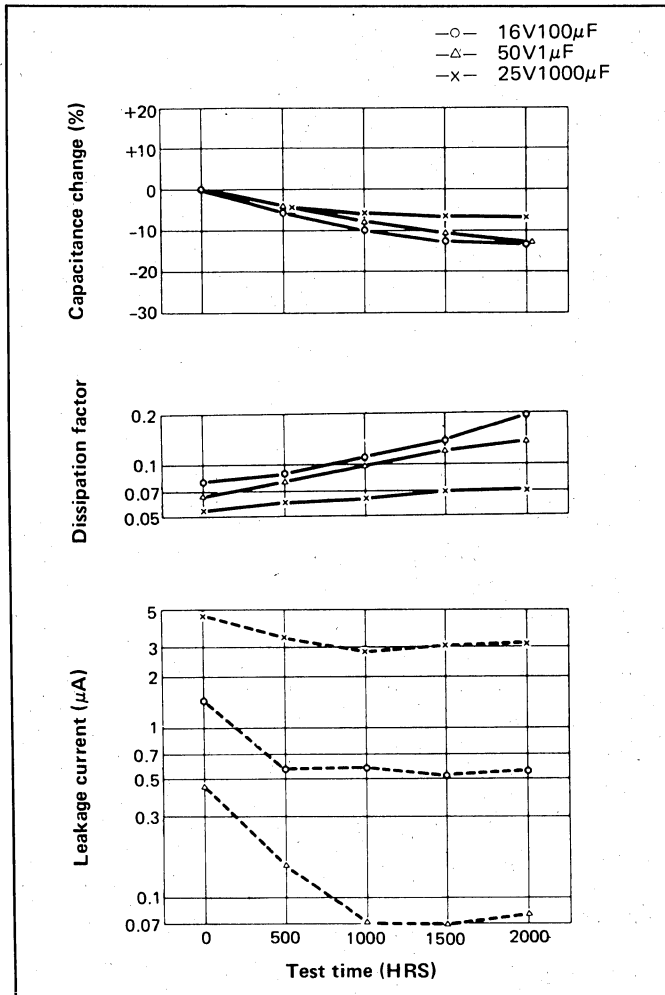 —o— 16V100μF
—△— 50V1μF
—×— 25V1000μF
Capacitance change (%)
+20
+10
0
-10
-20
-30
Dissipation factor
0.2
0.1
0.07
0.05
Leakage current (μA)
5
3
2
1
0.7
0.5
0.3
0.1
0.07
0 500 1000 1500 2000
Test time (HRS)